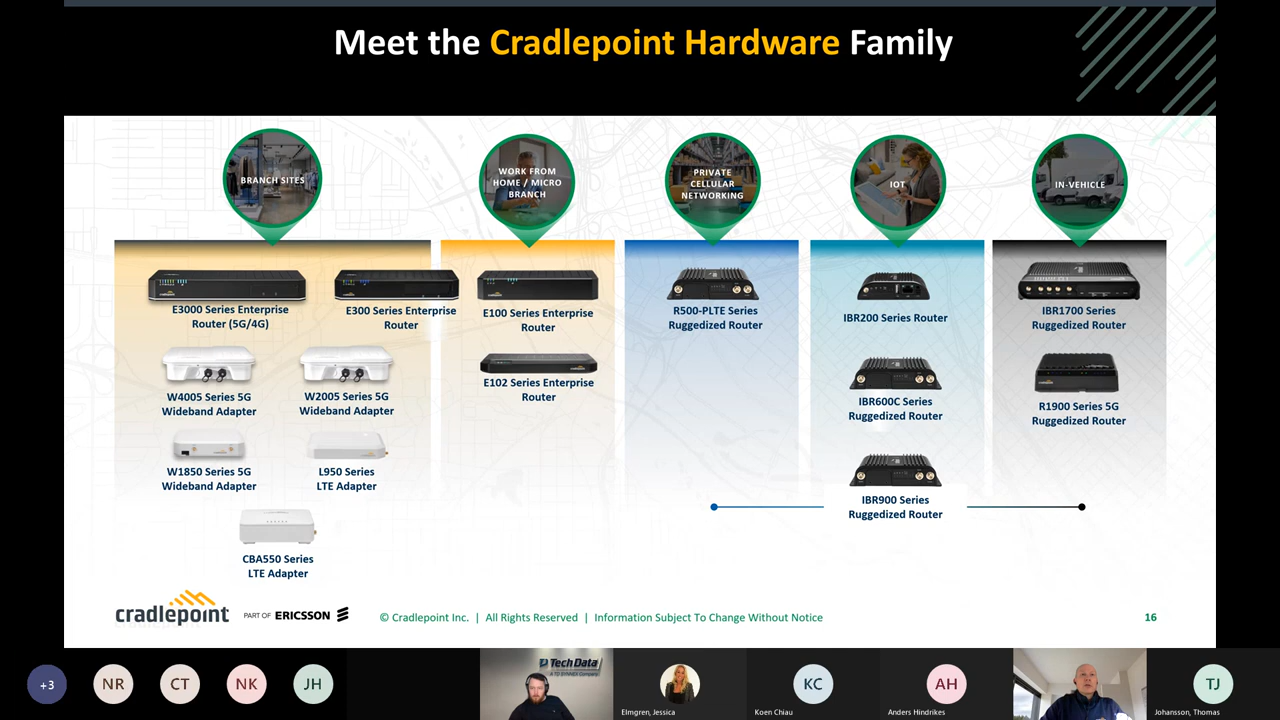 Meet the Cradlepoint Hardware Family
BRANCH SITES
WORK FROM
HOME / MICRO
BRANCH
PRIVATE
CELLULAR
NETWORKING
IOT
IN-VEHICLE
E3000 Series Enterprise
Router (5G/4G)
E300 Series Enterprise
Router
W4005 Series 5G
Wideband Adapter
W2005 Series 5G
Wideband Adapter
W1850 Series 5G
Wideband Adapter
L950 Series
LTE Adapter
CBA550 Series
LTE Adapter
E100 Series Enterprise
Router
E102 Series Enterprise
Router
R500-PLTE Series
Ruggedized Router
IBR200 Series Router
IBR600C Series
Ruggedized Router
IBR900 Series
Ruggedized Router
IBR1700 Series
Ruggedized Router
R1900 Series 5G
Ruggedized Router
cradlepoint
PART OF ERICSSON
© Cradlepoint Inc. | All Rights Reserved | Information Subject To Change Without Notice
16
+3
NR
CT
NK
JH
Tech Data
A TD SYNNEX Company
Elmgren, Jessica
KC
Koen Chiau
AH
Anders Hindrikes
TJ
Johansson, Thomas